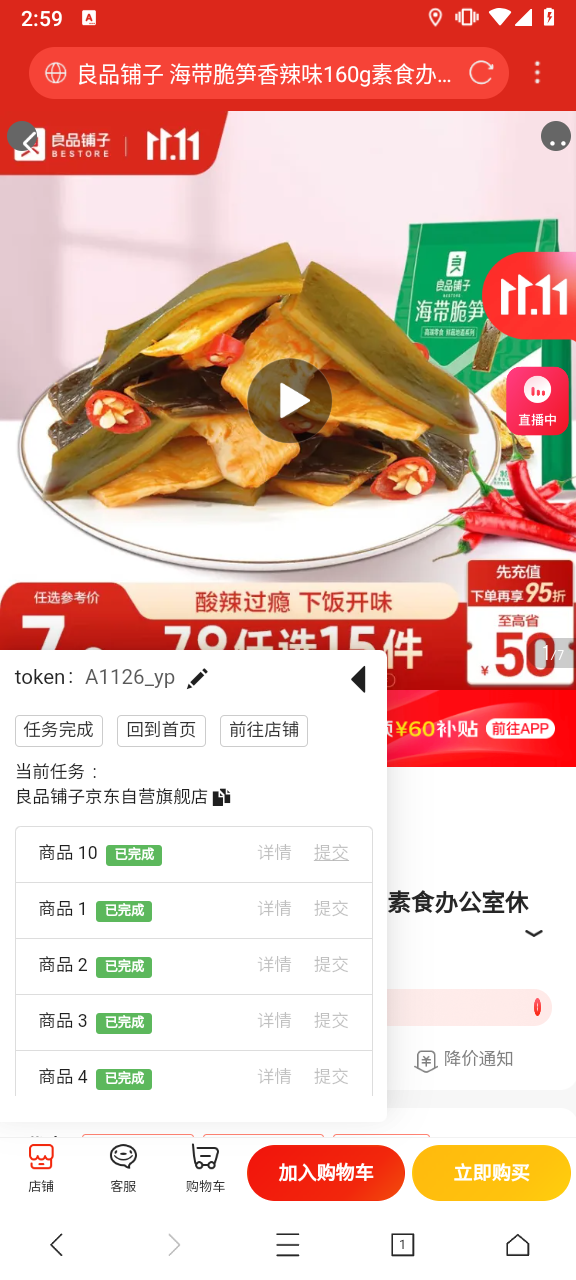 2:59
良品铺子 海带脆笋香辣味160g素食办...
良品铺子
BESTORE
11.11
良品铺子
海带脆笋
11.11
直播中
先充值
任选参考价
酸辣过瘾 下饭开味
下单再享95折
至高省
78任选15件
¥50
1/7
token: A1126_yp
¥60补贴 前往APP
任务完成 回到首页 前往店铺
当前任务：
良品铺子京东自营旗舰店
商品 10 已完成 详情 提交
素食办公室休
商品 1 已完成 详情 提交
商品 2 已完成 详情 提交
商品 3 已完成 详情 提交
降价通知
商品 4 已完成 详情 提交
店铺 客服 购物车 加入购物车 立即购买
1